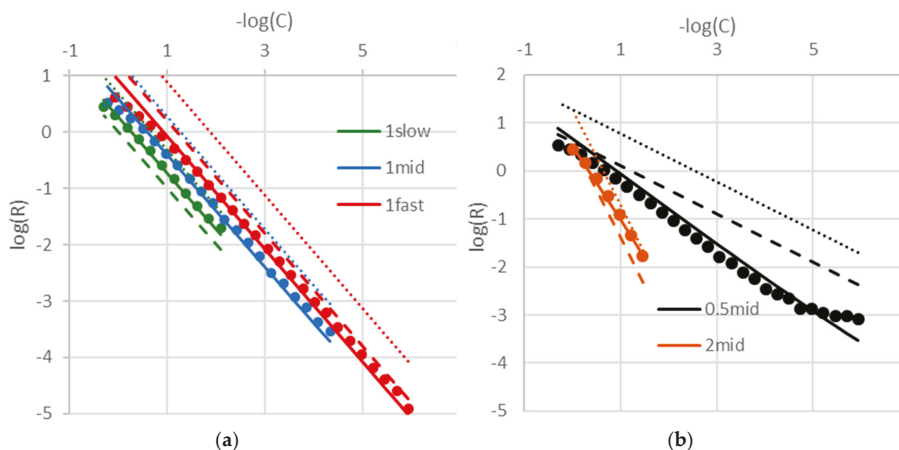 -log(C)
-1 1 3 5
1
0
-1
-2
-3
-4
-5
log(R)
1slow
1mid
1fast
(a)
-log(C)
-1 1 3 5
2
1
0
-1
-2
-3
-4
-5
log(R)
0.5mid
2mid
(b)